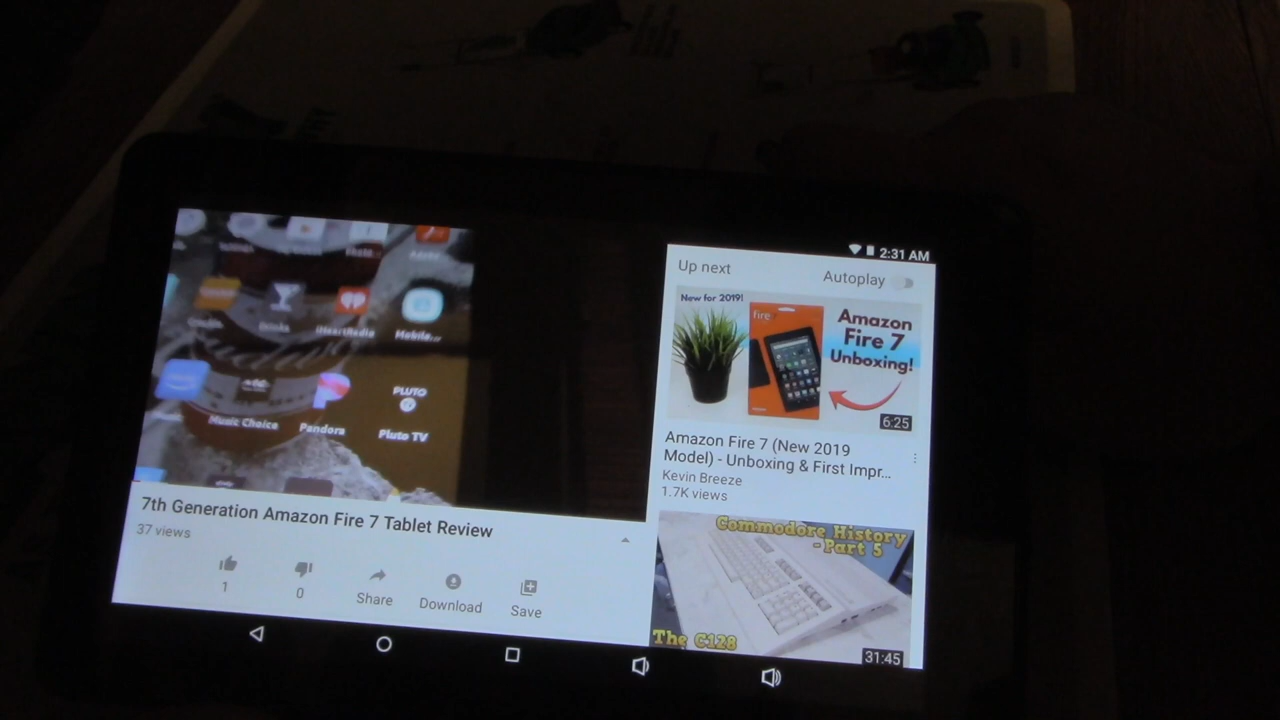 2:31 AM
Up next
Autoplay
New for 2019!
fire 7
Amazon
Fire 7
Unboxing!
6:25
Amazon Fire 7 (New 2019
Model) - Unboxing & First Impr...
Kevin Breeze
1.7K views
Commodore History
- Part 5
The C128
31:45
iHeartRadio
Mobile...
Music Choice
Pandora
PLUTO
Pluto TV
7th Generation Amazon Fire 7 Tablet Review
37 views
1
0
Share
Download
Save